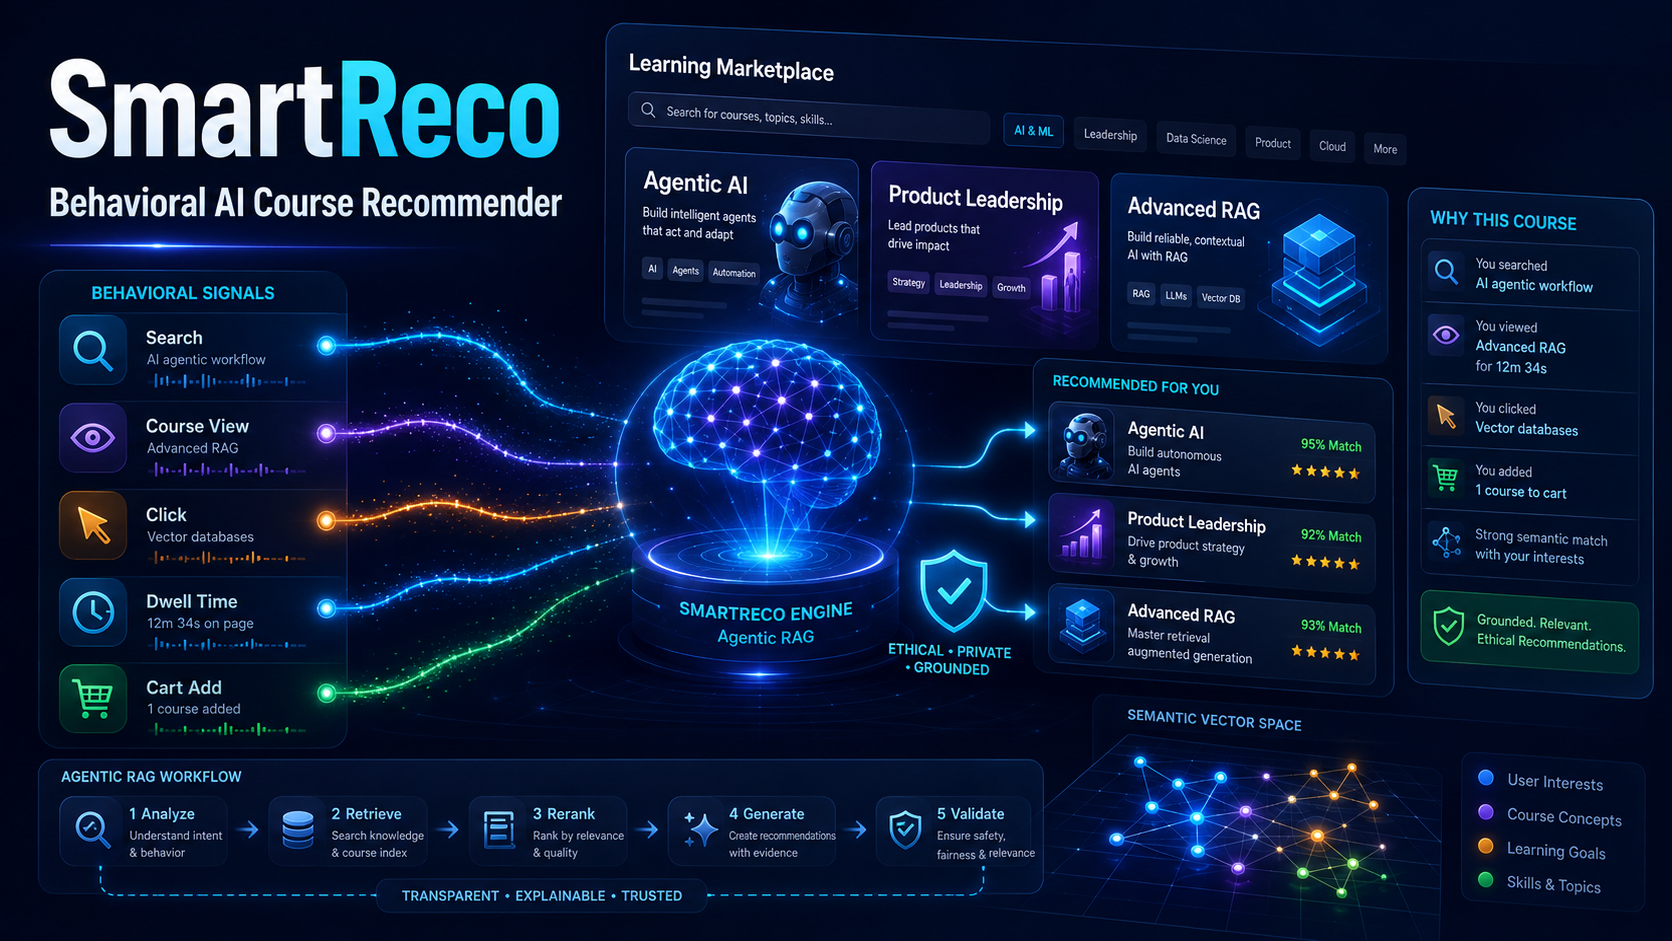 SmartReco
Behavioral AI Course Recommender
BEHAVIORAL SIGNALS
Search
AI agentic workflow
Course View
Advanced RAG
Click
Vector databases
Dwell Time
12m 34s on page
Cart Add
1 course added
Learning Marketplace
Search for courses, topics, skills...
AI & ML
Leadership
Data Science
Product
Cloud
More
Agentic AI
Build intelligent agents
that act and adapt
AI
Agents
Automation
Product Leadership
Lead products that
drive impact
Strategy
Leadership
Growth
Advanced RAG
Build reliable, contextual
AI with RAG
RAG
LLMs
Vector DB
SMARTRECO ENGINE
Agentic RAG
ETHICAL • PRIVATE
• GROUNDED
RECOMMENDED FOR YOU
Agentic AI
Build autonomous
AI agents
95% Match
Product Leadership
Drive product strategy
& growth
92% Match
Advanced RAG
Master retrieval
augmented generation
93% Match
WHY THIS COURSE
You searched
AI agentic workflow
You viewed
Advanced RAG
for 12m 34s
You clicked
Vector databases
You added
1 course to cart
Strong semantic match
with your interests
Grounded. Relevant.
Ethical Recommendations.
AGENTIC RAG WORKFLOW
1 Analyze
Understand intent
& behavior
2 Retrieve
Search knowledge
& course index
3 Rerank
Rank by relevance
& quality
4 Generate
Create recommendations
with evidence
5 Validate
Ensure safety,
fairness & relevance
TRANSPARENT • EXPLAINABLE • TRUSTED
SEMANTIC VECTOR SPACE
User Interests
Course Concepts
Learning Goals
Skills & Topics